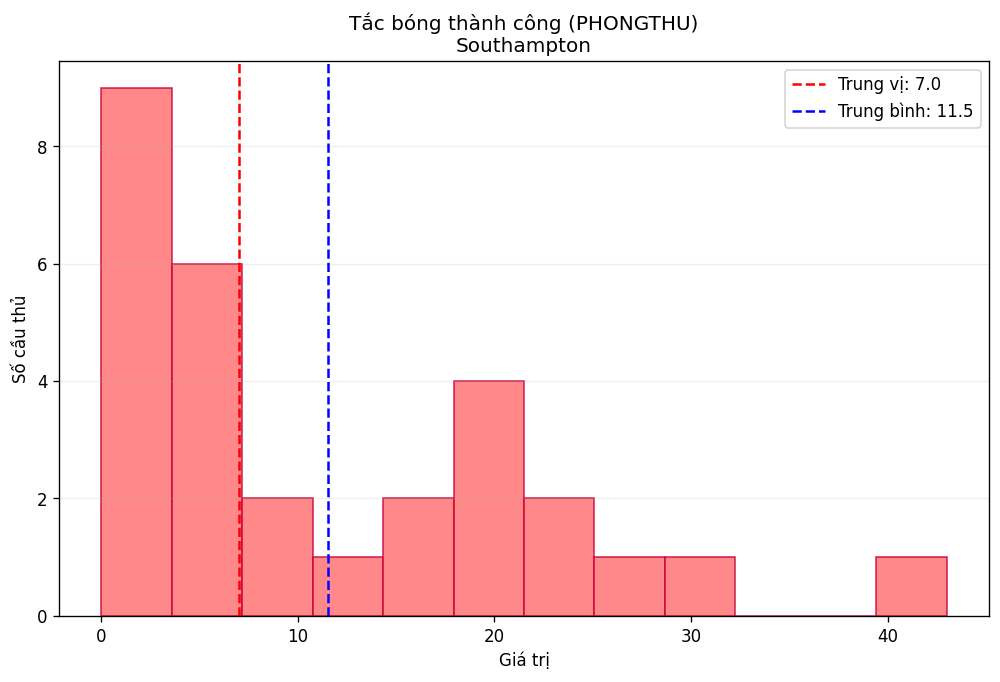 Tắc bóng thành công (PHONGTHU)
Southampton
Trung vị: 7.0
Trung bình: 11.5
Số cầu thủ
8
6
4
2
0
0 10 20 30 40
Giá trị